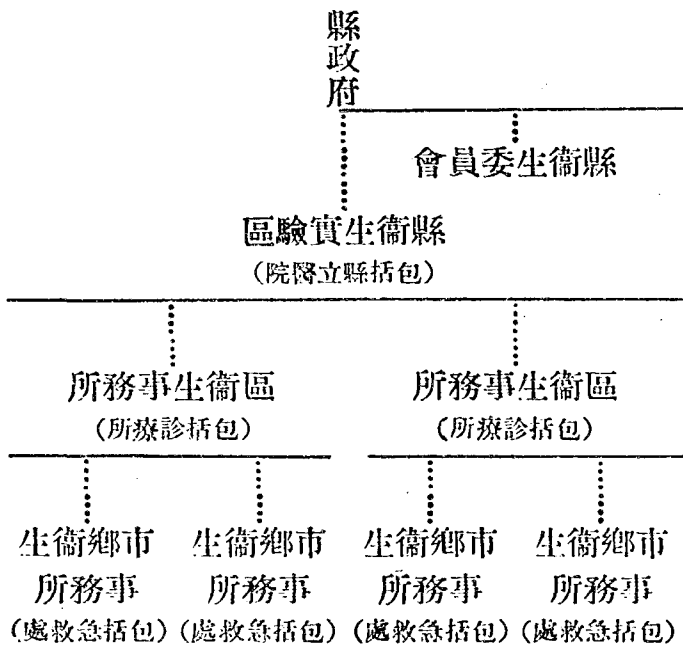 縣政府
縣衛生委員會
縣衛生實驗區
(包括縣立醫院)
區衛生事務所
(包括診療所)
區衛生事務所
(包括診療所)
市鄉衛生
事務所
(包括急救處)
市鄉衛生
事務所
(包括急救處)
市鄉衛生
事務所
(包括急救處)
市鄉衛生
事務所
(包括急救處)